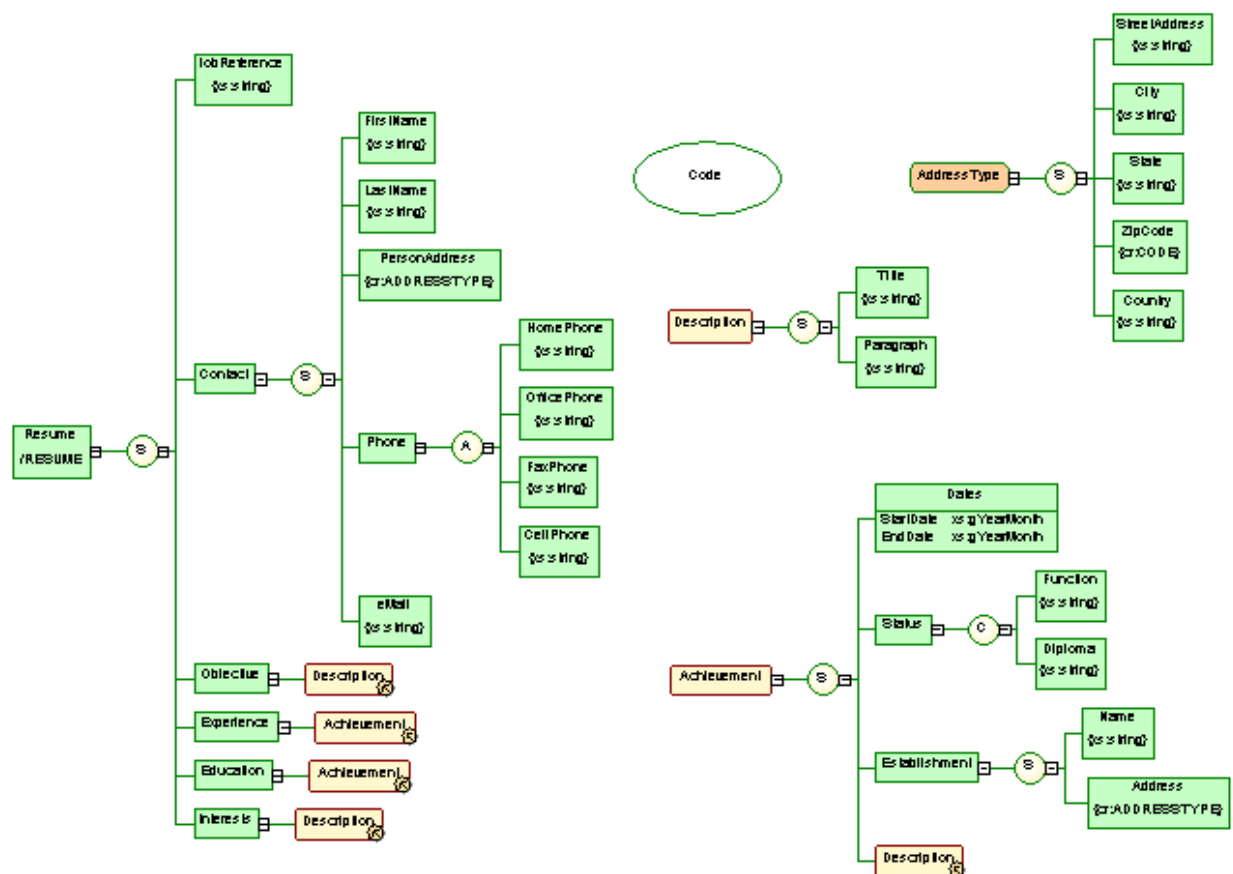 JobReference
{xs:string}
FirstName
{xs:string}
LastName
{xs:string}
PersonAddress
{cr:ADDRESSTYPE}
HomePhone
{xs:string}
OfficePhone
{xs:string}
Contact
S
Resume
/RESUME
S
Phone
A
FaxPhone
{xs:string}
CellPhone
{xs:string}
eMail
{xs:string}
Objective
Description
Experience
Achievement
Education
Achievement
Interests
Description
Code
AddressType
S
StreetAddress
{xs:string}
City
{xs:string}
State
{xs:string}
ZipCode
{cr:CODE}
Country
{xs:string}
Description
S
Title
{xs:string}
Paragraph
{xs:string}
Achievement
S
Dates
StartDate xs:gYearMonth
EndDate xs:gYearMonth
Status
C
Function
{xs:string}
Diploma
{xs:string}
Establishment
S
Name
{xs:string}
Address
{cr:ADDRESSTYPE}
Description